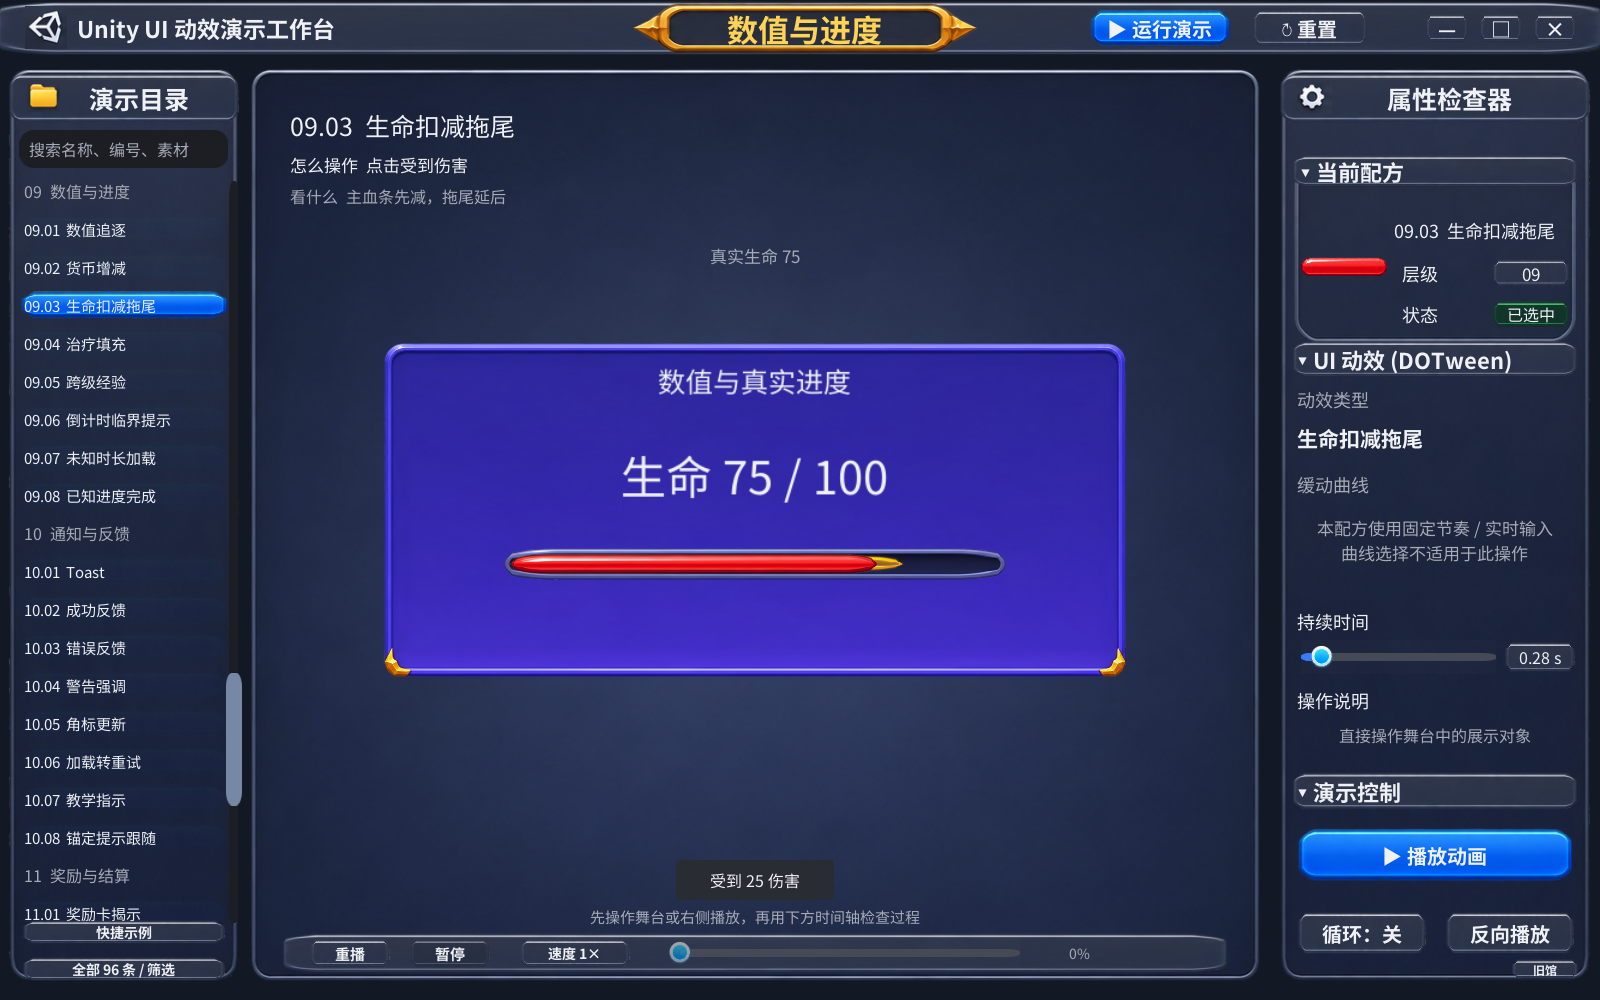 Unity UI 动效演示工作台
数值与进度
▶ 运行演示
↻ 重置
演示目录
搜索名称、编号、素材
09 数值与进度
09.01 数值追逐
09.02 货币增减
09.03 生命扣减拖尾
09.04 治疗填充
09.05 跨级经验
09.06 倒计时临界提示
09.07 未知时长加载
09.08 已知进度完成
10 通知与反馈
10.01 Toast
10.02 成功反馈
10.03 错误反馈
10.04 警告强调
10.05 角标更新
10.06 加载转重试
10.07 教学指示
10.08 锚定提示跟随
11 奖励与结算
11.01 奖励卡揭示
快捷示例
全部 96 条 / 筛选
09.03 生命扣减拖尾
怎么操作 点击受到伤害
看什么 主血条先减，拖尾延后
真实生命 75
数值与真实进度
生命 75 / 100
受到 25 伤害
先操作舞台或右侧播放，再用下方时间轴检查过程
重播
暂停
速度 1×
0%
属性检查器
▼ 当前配方
09.03 生命扣减拖尾
层级
09
状态
已选中
▼ UI 动效 (DOTween)
动效类型
生命扣减拖尾
缓动曲线
本配方使用固定节奏 / 实时输入
曲线选择不适用于此操作
持续时间
0.28 s
操作说明
直接操作舞台中的展示对象
▼ 演示控制
▶ 播放动画
循环：关
反向播放
旧馆